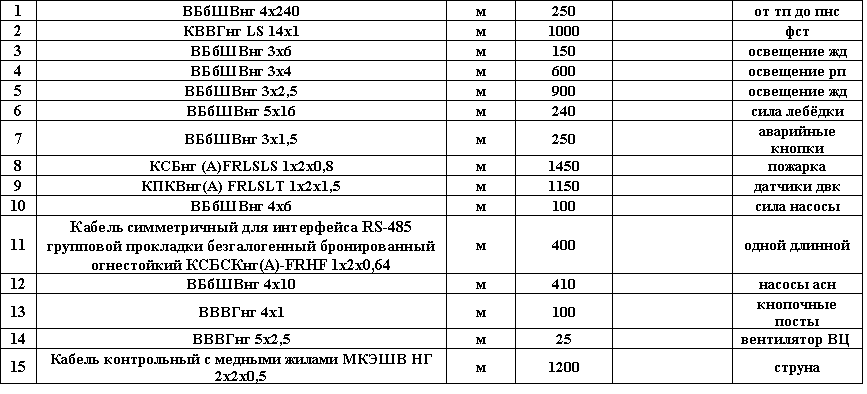 1 ВБбШВнг 4х240 м 250 от тп до пнс
2 КВВГнг LS 14х1 м 1000 фст
3 ВБбШВнг 3х6 м 150 освещение жд
4 ВБбШВнг 3х4 м 600 освещение рп
5 ВБбШВнг 3х2,5 м 900 освещение жд
6 ВБбШВнг 5х16 м 240 сила лебёдки
7 ВБбШВнг 3х1,5 м 250 аварийные
кнопки
8 КСБнг (А)FRLSLS 1х2х0,8 м 1450 пожарка
9 КПКВнг(А) FRLSLT 1х2х1,5 м 1150 датчики двк
10 ВБбШВнг 4х6 м 100 сила насосы
11 Кабель симметричный для интерфейса RS-485
групповой прокладки безгалогенный бронированный
огнестойкий КСБСКнг(А)-FRHF 1х2х0,64 м 400 одной длинной
12 ВБбШВнг 4х10 м 410 насосы асн
13 ВВВГнг 4х1 м 100 кнопочные
посты
14 ВВВГнг 5х2,5 м 25 вентилятор ВЦ
15 Кабель контрольный с медными жилами МКЭШВ НГ
2х2х0,5 м 1200 струна